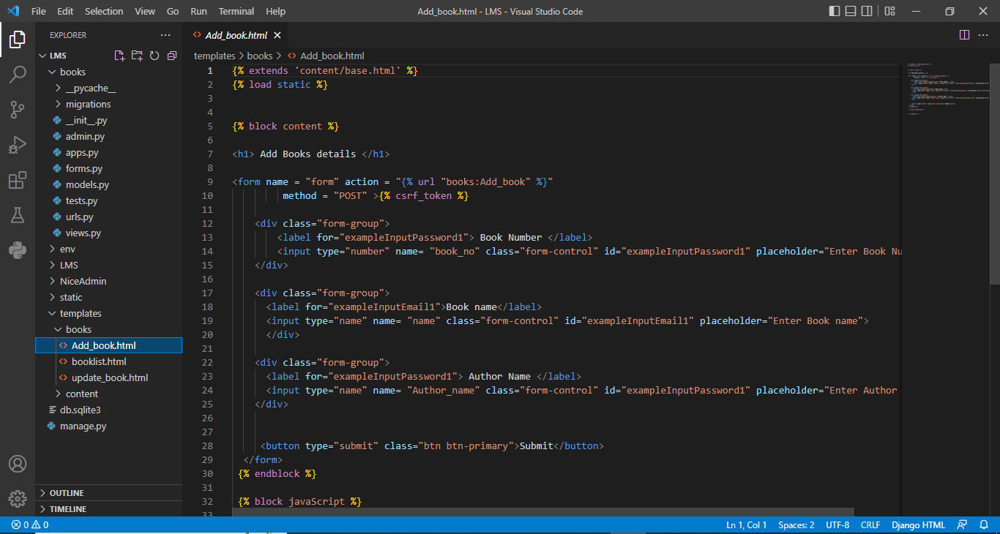 File Edit Selection View Go Run Terminal Help Add_book.html - LMS - Visual Studio Code
EXPLORER
LMS
books
__pycache__
migrations
__init__.py
admin.py
apps.py
forms.py
models.py
tests.py
urls.py
views.py
env
LMS
NiceAdmin
static
templates
books
Add_book.html
booklist.html
update_book.html
content
db.sqlite3
manage.py
OUTLINE
TIMELINE
Add_book.html
templates > books > Add_book.html
1 {% extends 'content/base.html' %}
2 {% load static %}
3
4
5 {% block content %}
6
7 <h1> Add Books details </h1>
8
9 <form name = "form" action = "{% url "books:Add_book" %}"
10 method = "POST" >{% csrf_token %}
11
12 <div class="form-group">
13 <label for="exampleInputPassword1"> Book Number </label>
14 <input type="number" name= "book_no" class="form-control" id="exampleInputPassword1" placeholder="Enter Book Nu
15 </div>
16
17 <div class="form-group">
18 <label for="exampleInputEmail1">Book name</label>
19 <input type="name" name= "name" class="form-control" id="exampleInputEmail1" placeholder="Enter Book name">
20 </div>
21
22 <div class="form-group">
23 <label for="exampleInputPassword1"> Author Name </label>
24 <input type="name" name= "Author_name" class="form-control" id="exampleInputPassword1" placeholder="Enter Author
25 </div>
26
27
28 <button type="submit" class="btn btn-primary">Submit</button>
29 </form>
30 {% endblock %}
31
32 {% block javaScript %}
33
0 0 Ln 1, Col 1 Spaces: 2 UTF-8 CRLF Django HTML